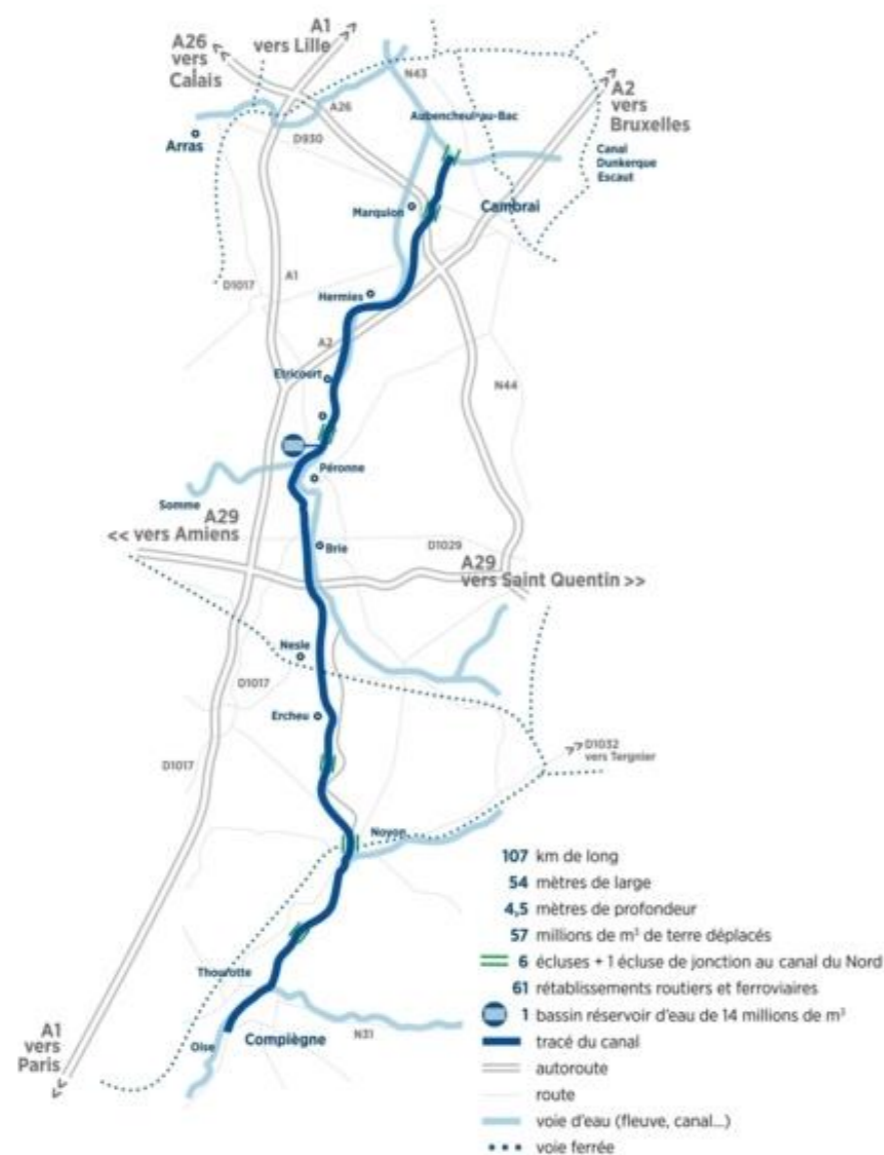 A26
vers
Calais
A1
vers Lille
N43
A26
D930
Arras
Aubencheul-au-Bac
A2
vers
Bruxelles
Canal
Dunkerque
Escaut
Marquion
Cambrai
D1017
A1
Hermies
A2
Etricourt
N44
Péronne
Somme
A29
<< vers Amiens
Brie
D1029
A29
vers Saint Quentin >>
Nesle
D1017
Ercheu
D1017
D1032
vers Tergnier
Noyon
Thourotte
A1
vers
Paris
Oise
Compiègne
N31
107 km de long
54 mètres de large
4,5 mètres de profondeur
57 millions de m³ de terre déplacés
6 écluses + 1 écluse de jonction au canal du Nord
61 rétablissements routiers et ferroviaires
1 bassin réservoir d'eau de 14 millions de m³
tracé du canal
autoroute
route
voie d'eau (fleuve, canal...)
voie ferrée